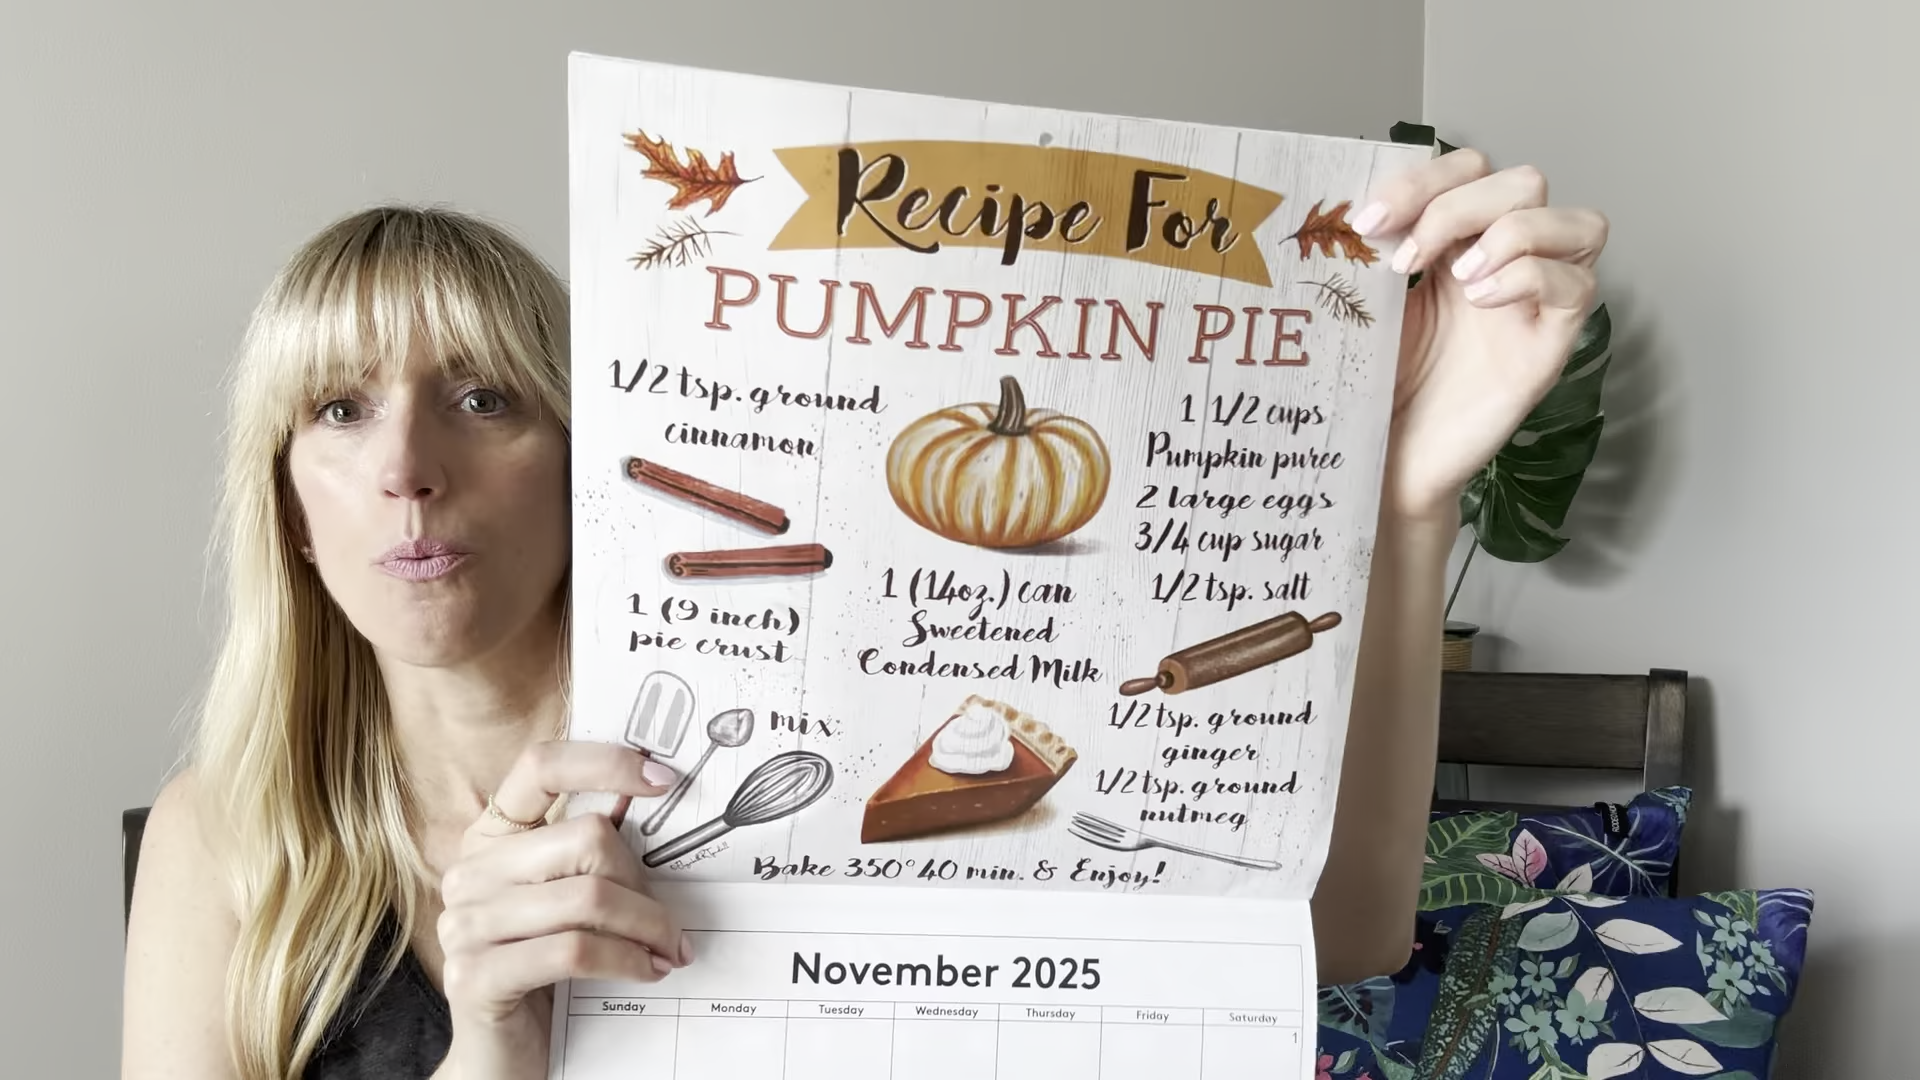 Recipe For
PUMPKIN PIE
1/2 tsp. ground
cinnamon
1 (9 inch)
pie crust
mix
1 (14oz.) can
Sweetened
Condensed Milk
1 1/2 cups
Pumpkin puree
2 large eggs
3/4 cup sugar
1/2 tsp. salt
1/2 tsp. ground
ginger
1/2 tsp. ground
nutmeg
Bake 350° 40 min. & Enjoy!
November 2025
Sunday Monday Tuesday Wednesday Thursday Friday Saturday
1